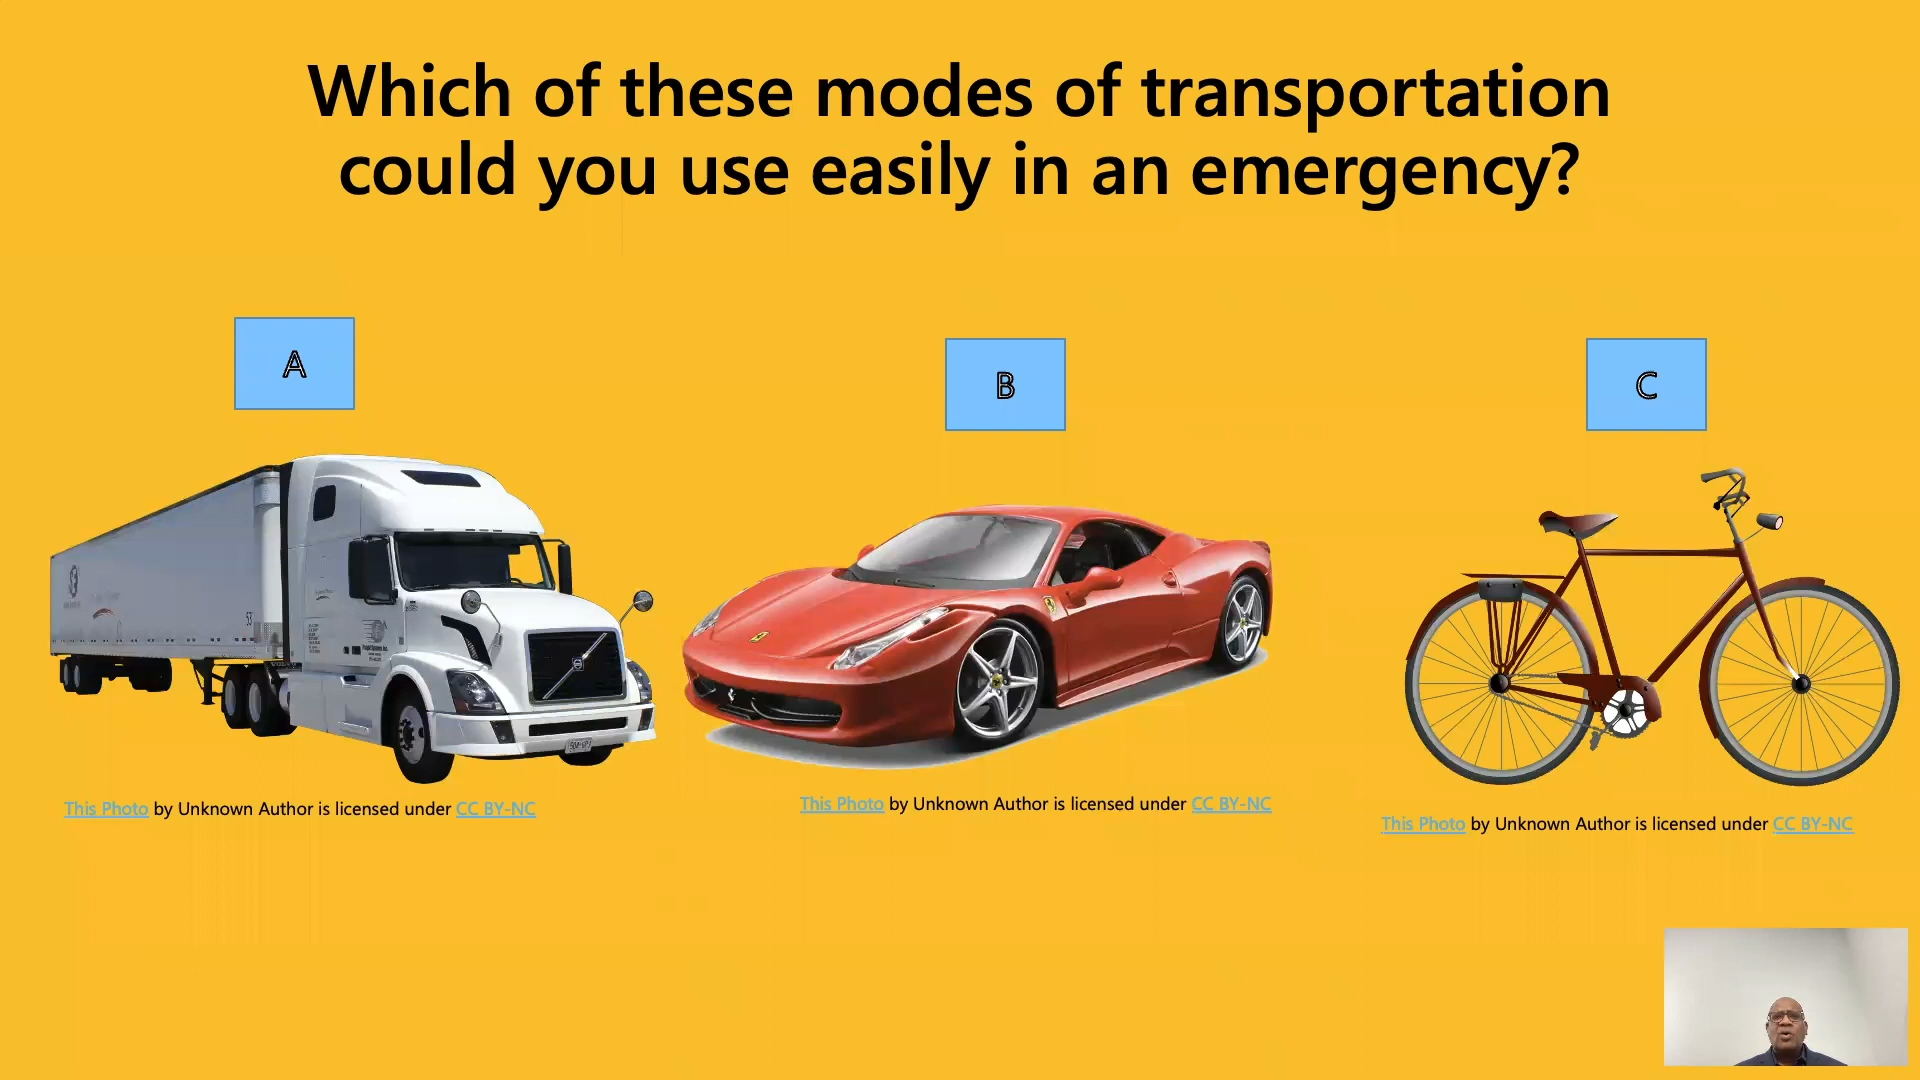 Which of these modes of transportation
could you use easily in an emergency?
A
B
C
53'
This Photo by Unknown Author is licensed under CC BY-NC
This Photo by Unknown Author is licensed under CC BY-NC
This Photo by Unknown Author is licensed under CC BY-NC